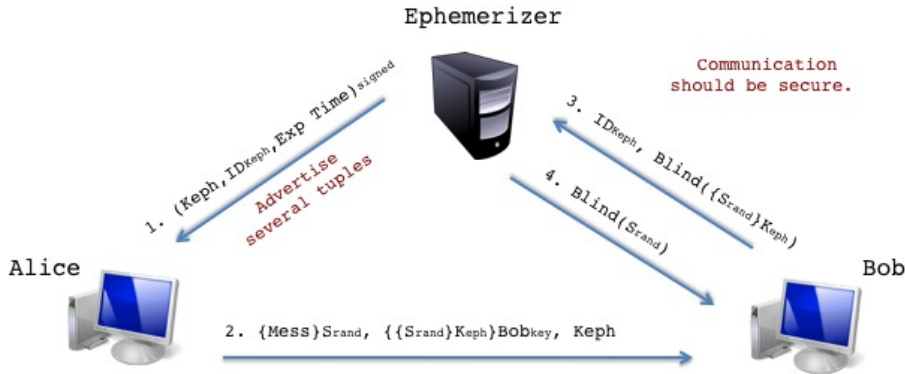 Ephemerizer
Communication
should be secure.
1. (Keph,IDKeph,Exp Time)signed
Advertise
several tuples
3. IDKeph, Blind({Srand}Keph)
4. Blind(Srand)
Alice
Bob
2. {Mess}Srand, {{Srand}Keph}Bobkey, Keph